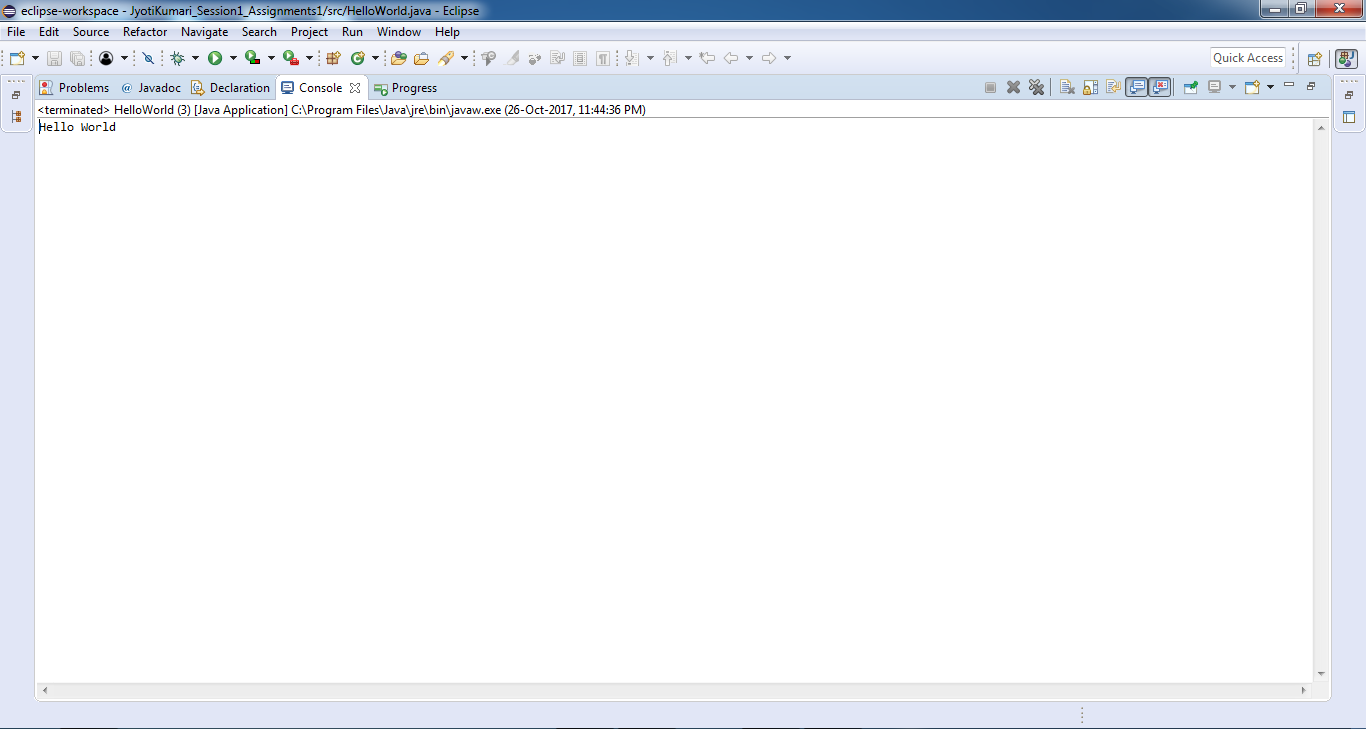 eclipse-workspace - JyotiKumari_Session1_Assignments1/src/HelloWorld.java - Eclipse
File Edit Source Refactor Navigate Search Project Run Window Help
Quick Access
Problems @ Javadoc Declaration Console Progress
<terminated> HelloWorld (3) [Java Application] C:\Program Files\Java\jre\bin\javaw.exe (26-Oct-2017, 11:44:36 PM)
Hello World